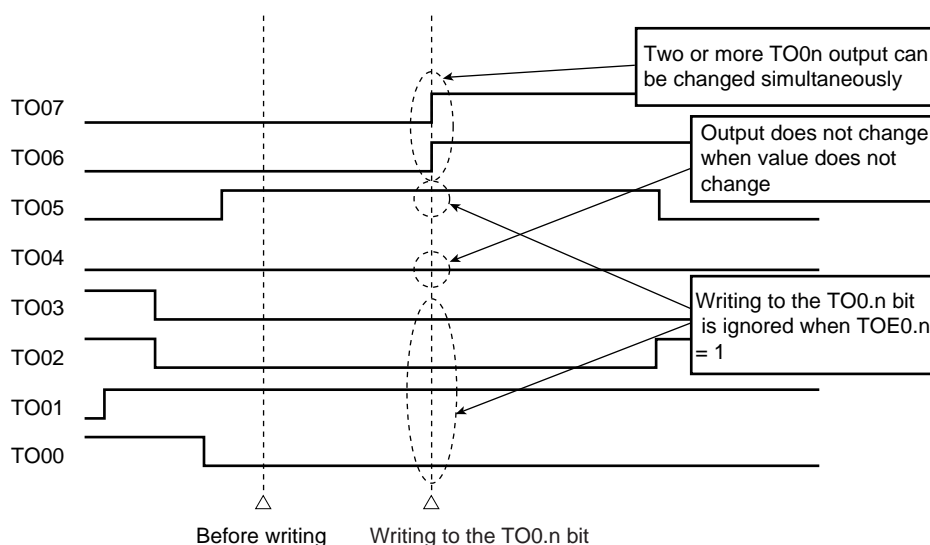 Two or more TO0n output can
be changed simultaneously
TO07
Output does not change
when value does not
change
TO06
TO05
TO04
TO03
Writing to the TO0.n bit
is ignored when TOE0.n
= 1
TO02
TO01
TO00
Before writing
Writing to the TO0.n bit